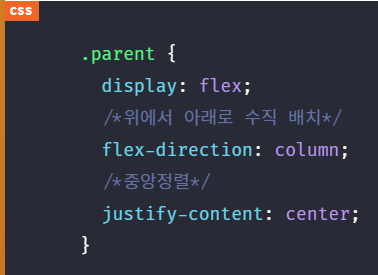 css
.parent {
display: flex;
/*위에서 아래로 수직 배치*/
flex-direction: column;
/*중앙정렬*/
justify-content: center;
}